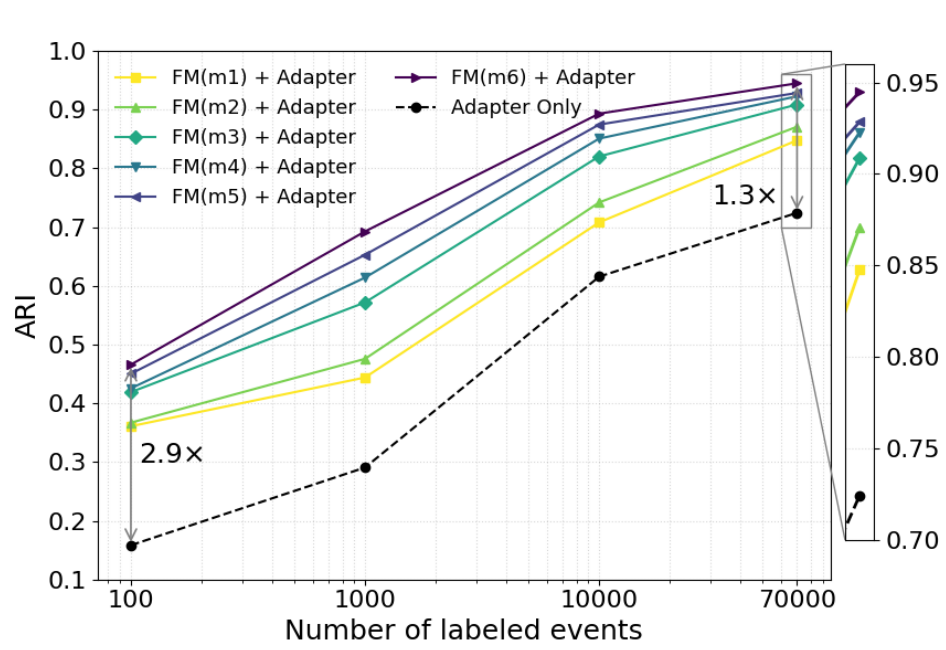 1.0
0.9
0.8
0.7
0.6
0.5
0.4
0.3
0.2
0.1
ARI
FM(m1) + Adapter
FM(m2) + Adapter
FM(m3) + Adapter
FM(m4) + Adapter
FM(m5) + Adapter
FM(m6) + Adapter
Adapter Only
2.9×
1.3×
100 1000 10000 70000
Number of labeled events
0.95
0.90
0.85
0.80
0.75
0.70